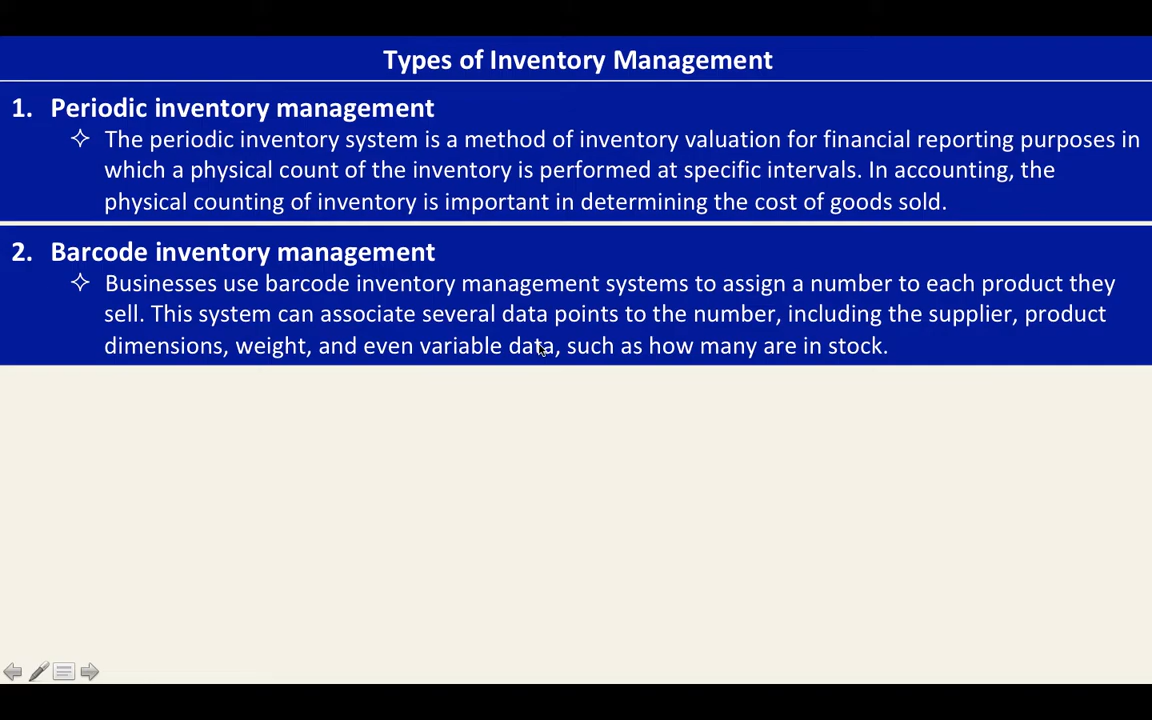 Types of Inventory Management
1. Periodic inventory management
The periodic inventory system is a method of inventory valuation for financial reporting purposes in
which a physical count of the inventory is performed at specific intervals. In accounting, the
physical counting of inventory is important in determining the cost of goods sold.
2. Barcode inventory management
Businesses use barcode inventory management systems to assign a number to each product they
sell. This system can associate several data points to the number, including the supplier, product
dimensions, weight, and even variable data, such as how many are in stock.